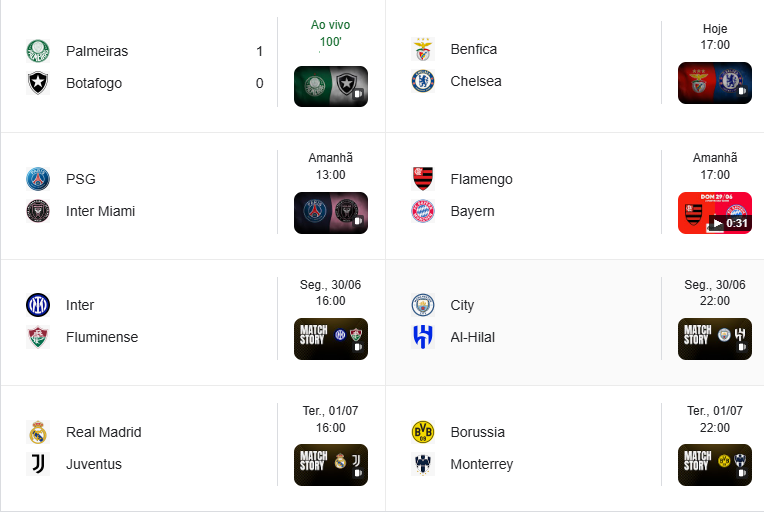 Palmeiras 1
Botafogo 0
Ao vivo
100'
Benfica
Chelsea
Hoje
17:00
PSG
Inter Miami
Amanhã
13:00
Flamengo
Bayern
Amanhã
17:00
DOM 29/06
0:31
Inter
Fluminense
Seg., 30/06
16:00
MATCH
STORY
City
Al-Hilal
Seg., 30/06
22:00
MATCH
STORY
Real Madrid
Juventus
Ter., 01/07
16:00
MATCH
STORY
Borussia
Monterrey
Ter., 01/07
22:00
MATCH
STORY